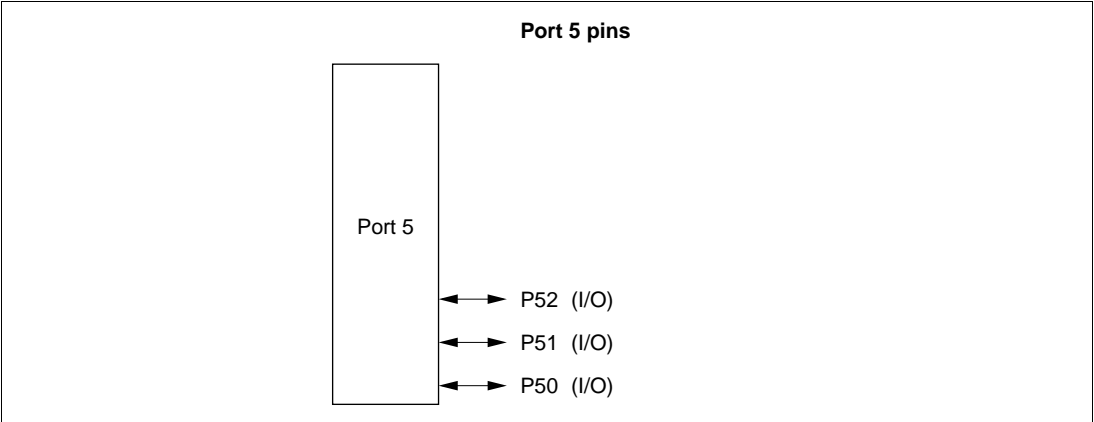 Port 5 pins
Port 5
P52 (I/O)
P51 (I/O)
P50 (I/O)